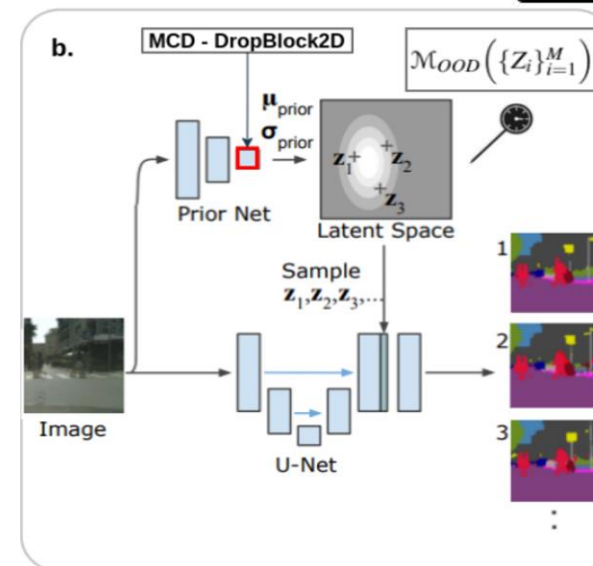 b.
MCD - DropBlock2D
ℳ_OOD({Z_i}_{i=1}^M)
μ_prior
σ_prior
Prior Net
z_1
z_2
z_3
Latent Space
Sample
z_1,z_2,z_3,...
Image
U-Net
1
2
3